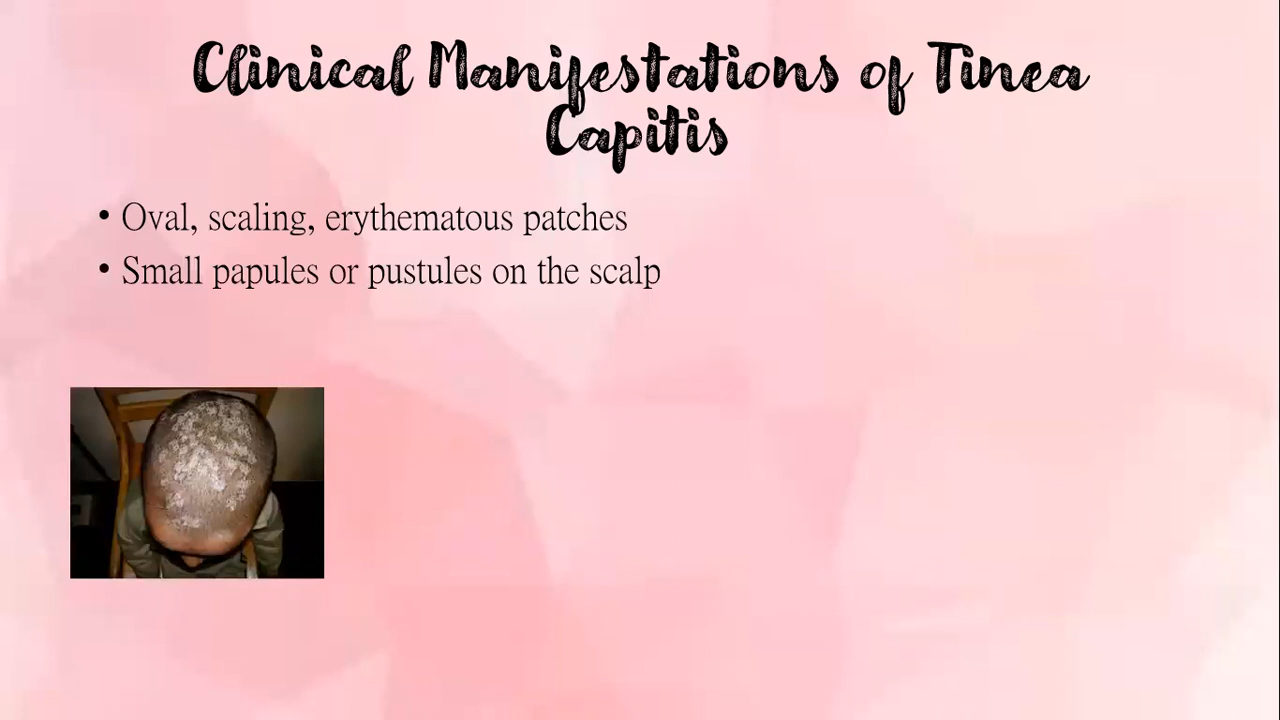 Clinical Manifestations of Tinea
Capitis
• Oval, scaling, erythematous patches
• Small papules or pustules on the scalp